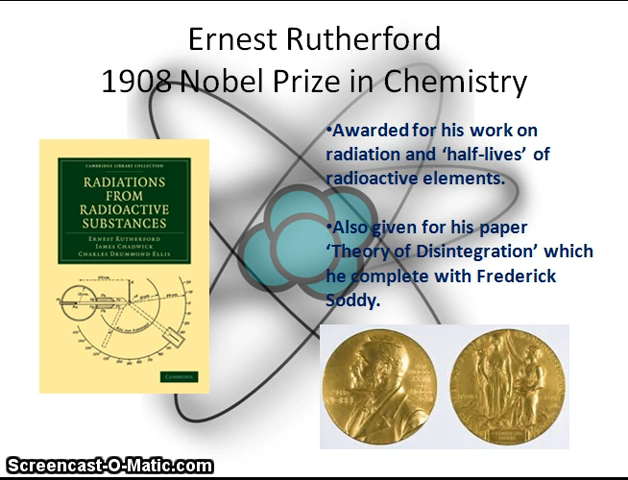 Ernest Rutherford
1908 Nobel Prize in Chemistry
•Awarded for his work on
radiation and ‘half-lives’ of
radioactive elements.
•Also given for his paper
‘Theory of Disintegration’ which
he complete with Frederick
Soddy.
CAMBRIDGE LIBRARY COLLECTION
RADIATIONS
FROM
RADIOACTIVE
SUBSTANCES
ERNEST RUTHERFORD
JAMES CHADWICK
CHARLES DRUMMOND ELLIS
CAMBRIDGE
Screencast-O-Matic.com